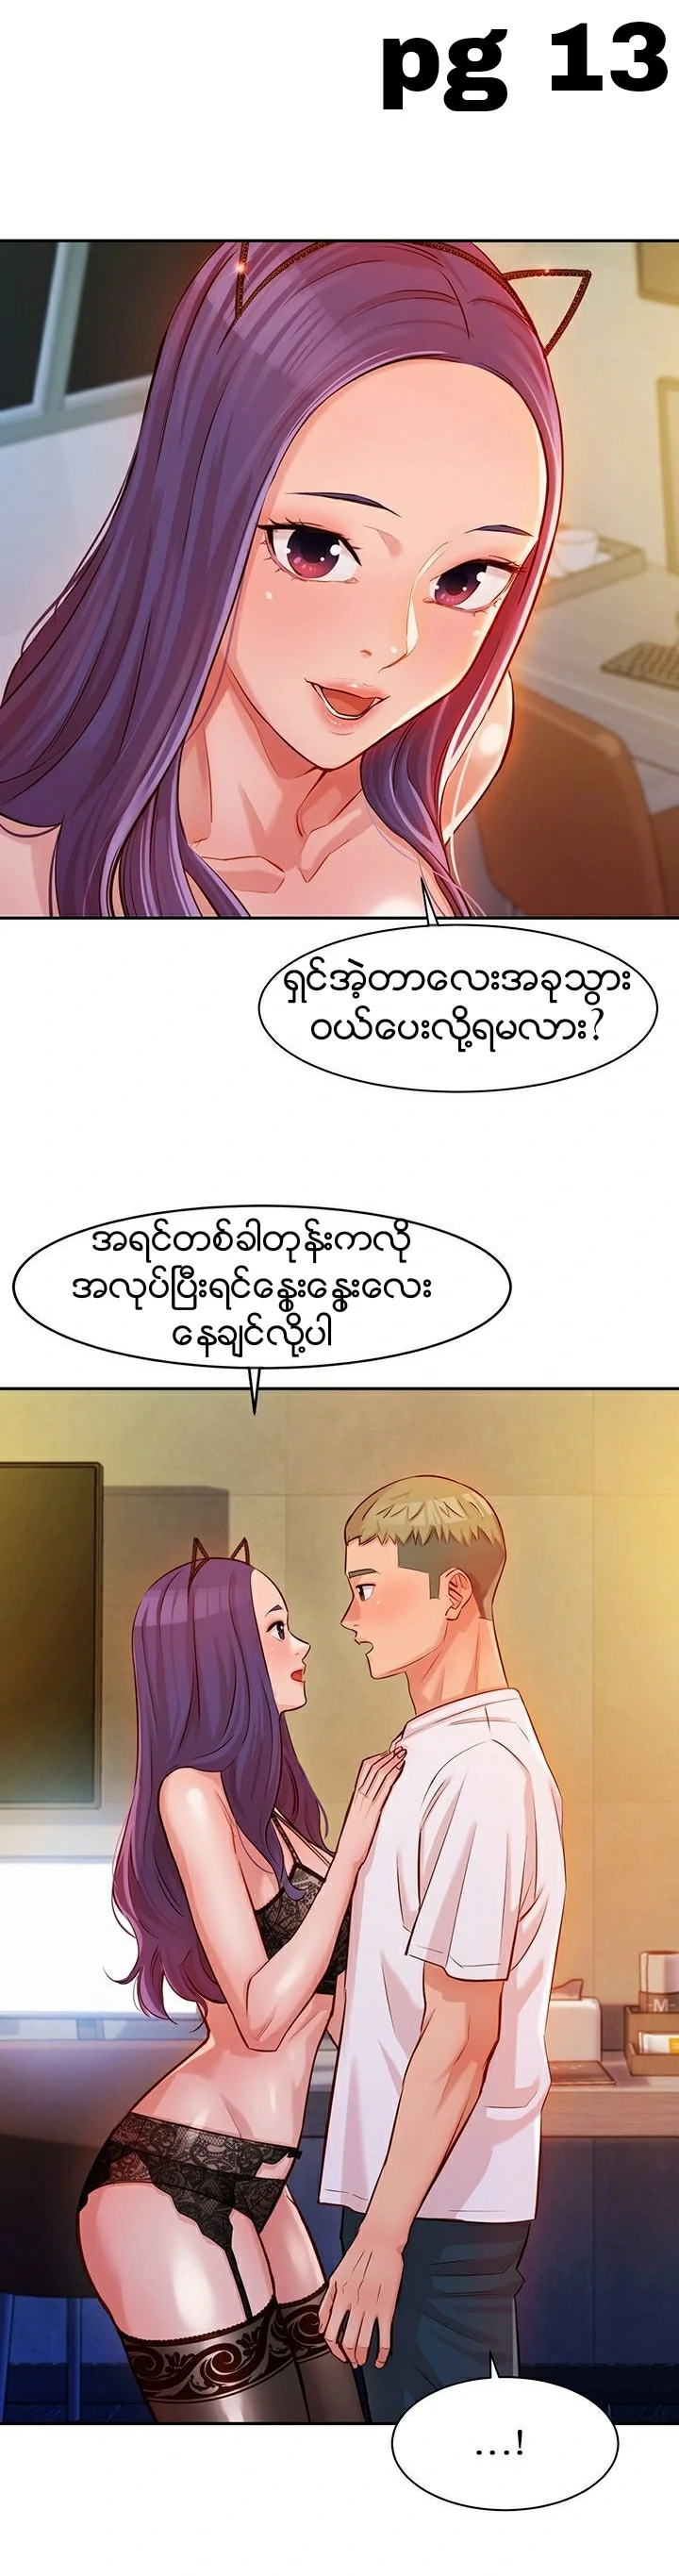 pg 13
ရှင်အဲ့တာလေးအခုသွား
ဝယ်ပေးလို့ရမလား?
အရင်တစ်ခါတုန်းကလို
အလုပ်ပြီးရင်နွေးနွေးလေး
နေချင်လို့ပါ
...!